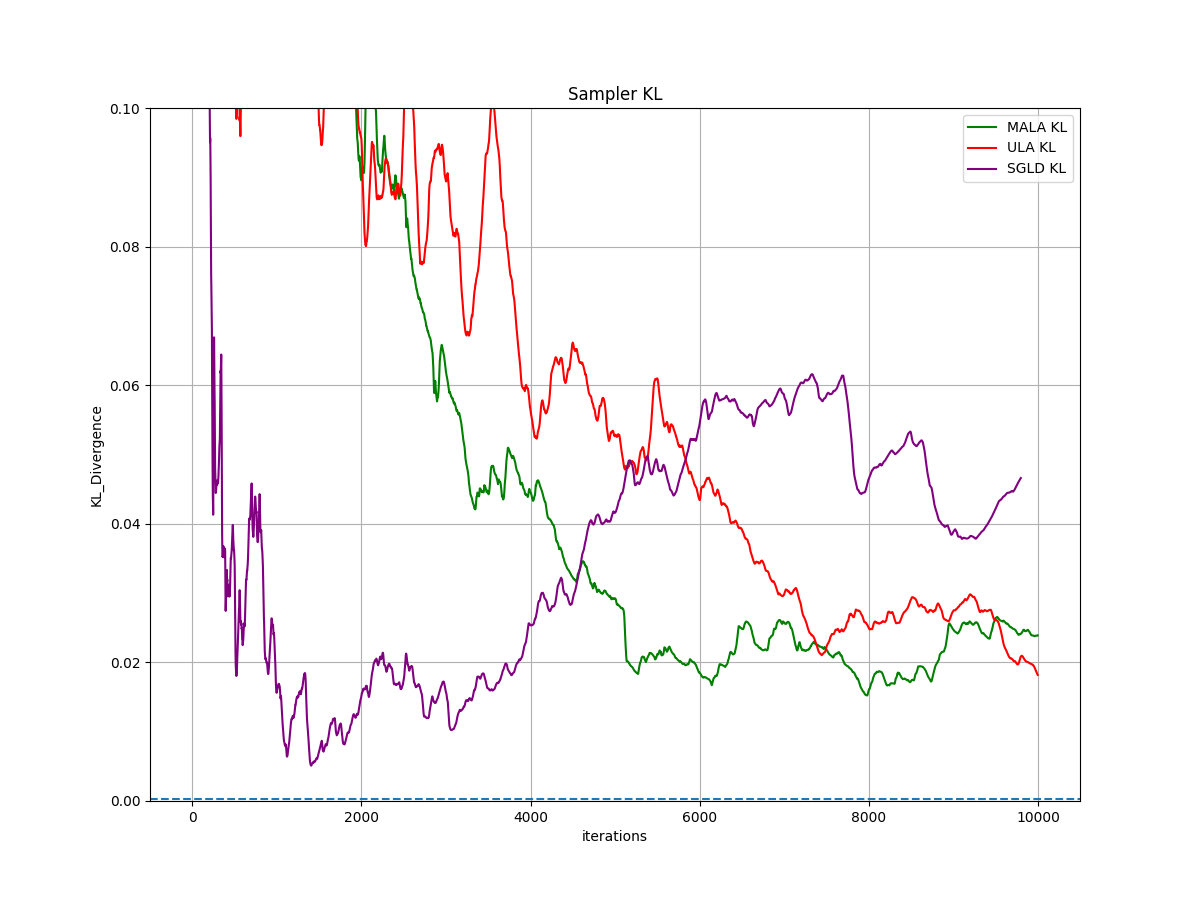 Sampler KL
MALA KL
ULA KL
SGLD KL
0.10
0.08
0.06
0.04
0.02
0.00
KL_Divergence
0
2000
4000
6000
8000
10000
iterations